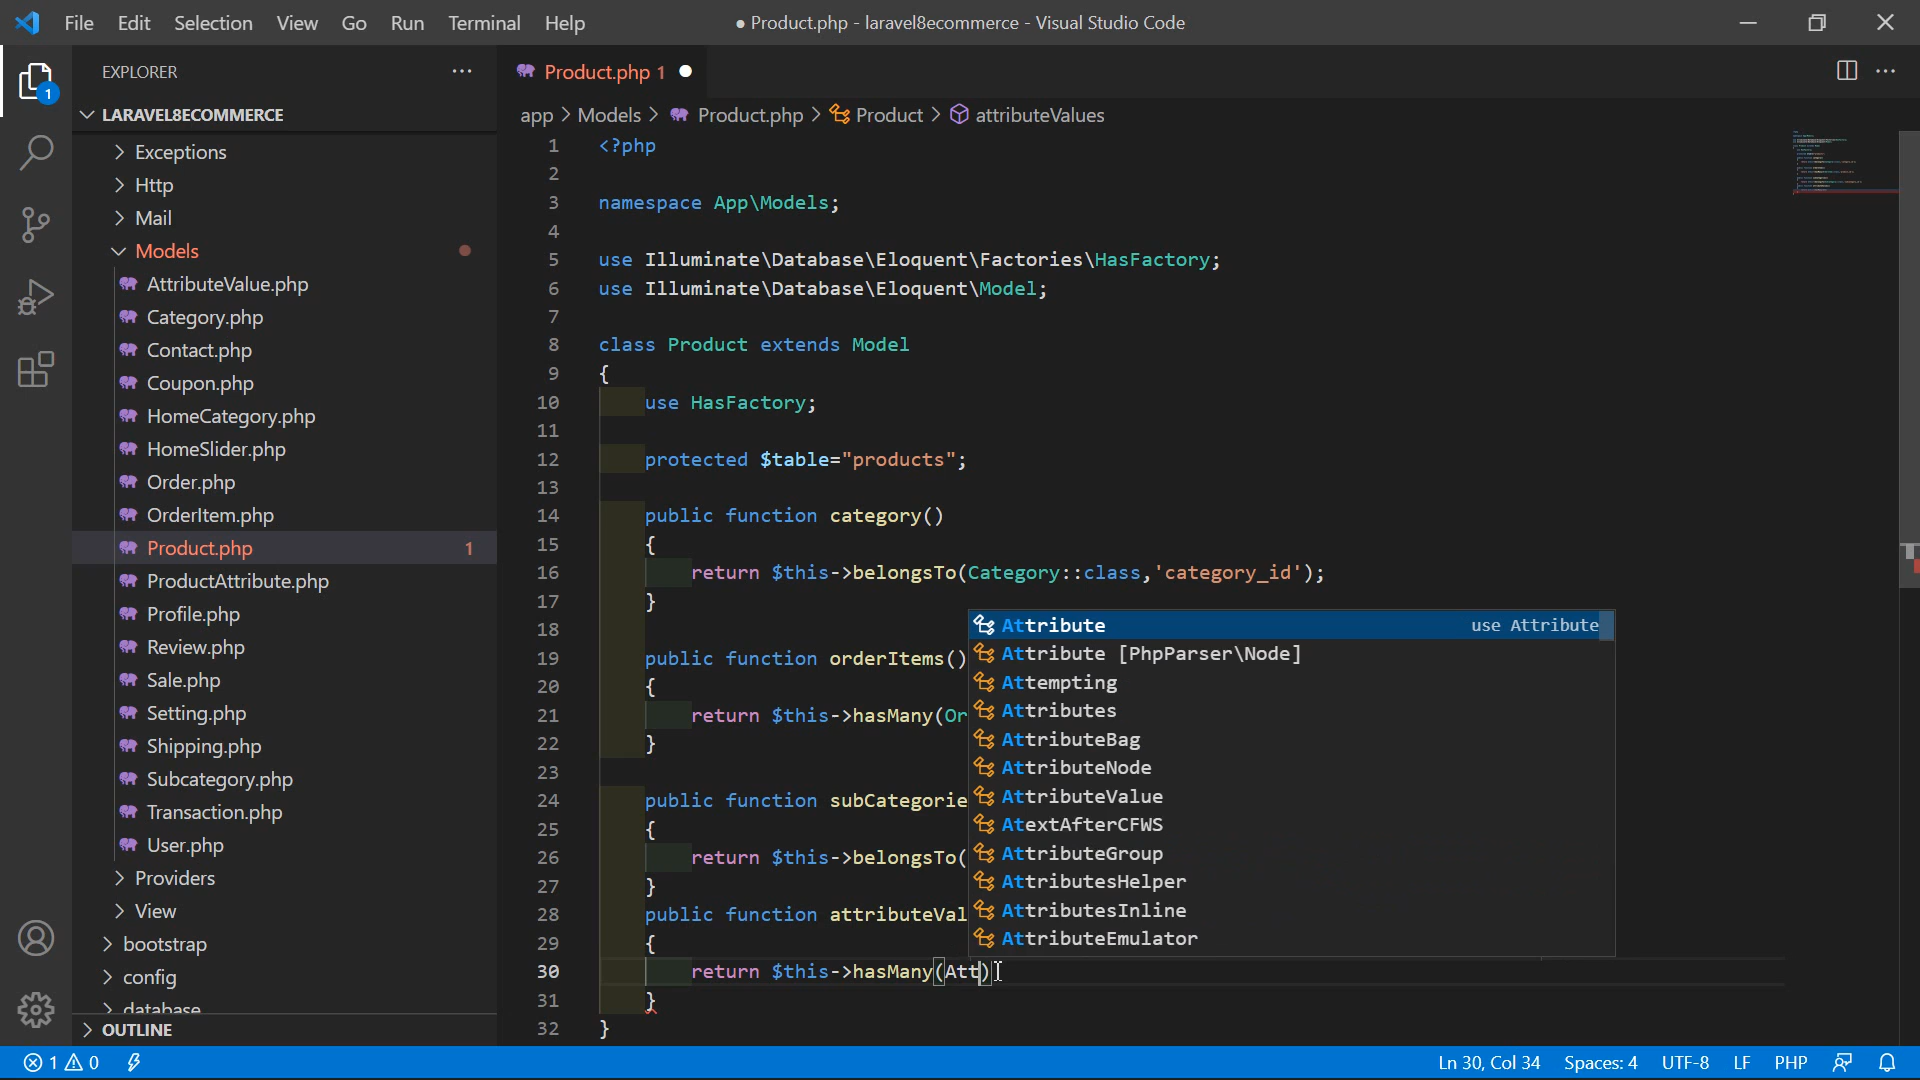 File Edit Selection View Go Run Terminal Help
● Product.php - laravel8ecommerce - Visual Studio Code
EXPLORER
Product.php 1
LARAVEL8ECOMMERCE
app > Models > Product.php > Product > attributeValues
1
Exceptions
Http
Mail
Models
AttributeValue.php
Category.php
Contact.php
Coupon.php
HomeCategory.php
HomeSlider.php
Order.php
OrderItem.php
Product.php 1
ProductAttribute.php
Profile.php
Review.php
Sale.php
Setting.php
Shipping.php
Subcategory.php
Transaction.php
User.php
Providers
View
bootstrap
config
database
OUTLINE
1 <?php
2
3 namespace App\Models;
4
5 use Illuminate\Database\Eloquent\Factories\HasFactory;
6 use Illuminate\Database\Eloquent\Model;
7
8 class Product extends Model
9 {
10 use HasFactory;
11
12 protected $table="products";
13
14 public function category()
15 {
16 return $this->belongsTo(Category::class,'category_id');
17 }
18
19 public function orderItems()
20 {
21 return $this->hasMany(Or
22 }
23
24 public function subCategorie
25 {
26 return $this->belongsTo(
27 }
28 public function attributeVal
29 {
30 return $this->hasMany(Att)
31 }
32 }
Attribute use Attribute
Attribute [PhpParser\Node]
Attempting
Attributes
AttributeBag
AttributeNode
AttributeValue
AtextAfterCFWS
AttributeGroup
AttributesHelper
AttributesInline
AttributeEmulator
1 0
Ln 30, Col 34 Spaces: 4 UTF-8 LF PHP